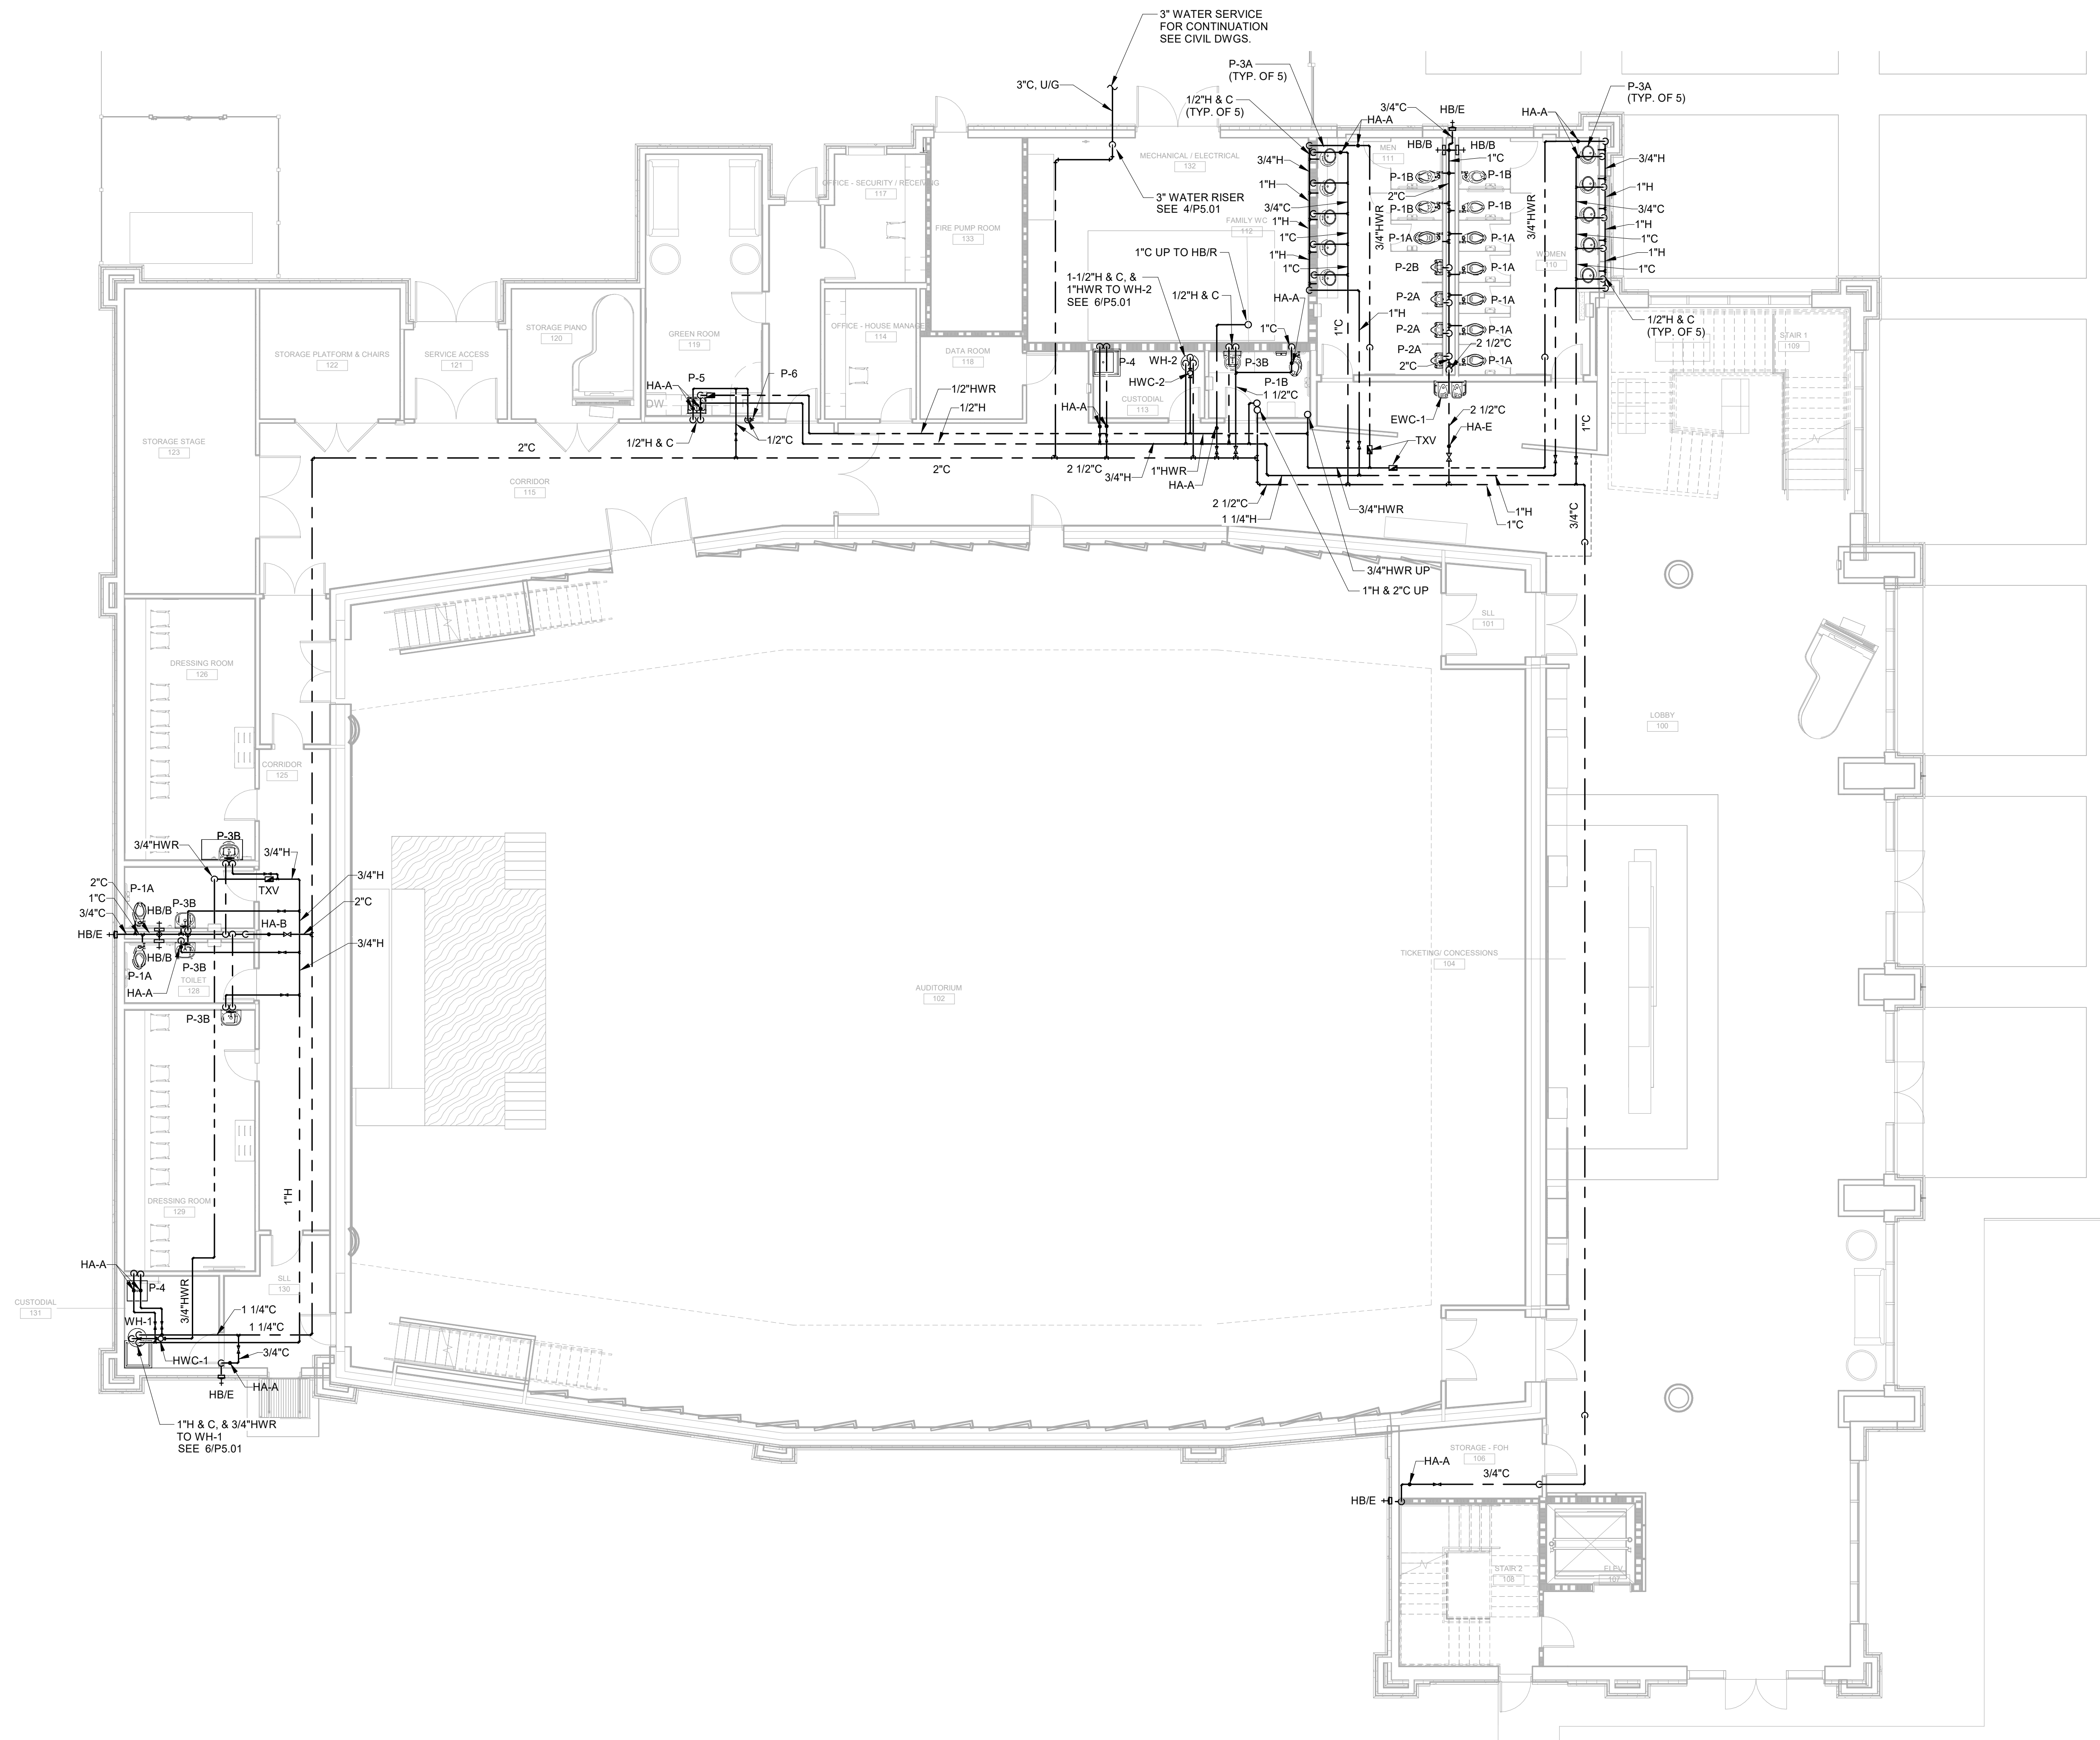 3" WATER SERVICE
FOR CONTINUATION
SEE CIVIL DWGS.
3"C, U/G
P-3A
(TYP. OF 5)
1/2"H & C
(TYP. OF 5)
HA-A
3/4"C
HB/E
HA-A
P-3A
(TYP. OF 5)
MECHANICAL / ELECTRICAL
132
3/4"H
MEN
111
HB/B
HB/B
1"C
3/4"H
3" WATER RISER
SEE 4/P5.01
1"H
3/4"C
1"H
1"C
1"H
1"C
3/4"HWR
P-1B
P-1B
2"C
P-1B
P-1B
P-1A
P-1A
P-2B
P-1A
P-2A
P-1A
P-2A
P-1A
P-2A
P-1A
2"C
2 1/2"C
3/4"HWR
1"H
3/4"C
1"H
1"C
1"H
1"C
WOMEN
110
1/2"H & C
(TYP. OF 5)
STAIR 1
109
OFFICE - SECURITY / RECEIVING
117
FIRE PUMP ROOM
133
FAMILY WC
112
1"C UP TO HB/R
1-1/2"H & C, &
1"HWR TO WH-2
SEE 6/P5.01
1/2"H & C
HA-A
1"C
1"H
1"C
STORAGE PLATFORM & CHAIRS
122
SERVICE ACCESS
121
STORAGE PIANO
120
GREEN ROOM
119
OFFICE - HOUSE MANAGE
114
DATA ROOM
118
P-4
WH-2
HWC-2
P-3B
P-1B
1 1/2"C
CUSTODIAL
113
P-5
P-6
HA-A
DW
1/2"HWR
1/2"H
HA-A
EWC-1
2 1/2"C
HA-E
TXV
1"C
STORAGE STAGE
123
2"C
1/2"H & C
1/2"C
2"C
2 1/2"C
3/4"H
1"HWR
HA-A
CORRIDOR
115
2 1/2"C
1 1/4"H
3/4"HWR
1"H
1"C
3/4"C
3/4"HWR UP
1"H & 2"C UP
SLL
101
DRESSING ROOM
126
LOBBY
100
CORRIDOR
125
P-3B
3/4"HWR
3/4"H
TXV
3/4"H
2"C
1"C
3/4"C
P-1A
HB/B
P-3B
HA-B
2"C
HB/E
HB/B
P-1A
P-3B
3/4"H
HA-A
TOILET
128
P-3B
AUDITORIUM
102
TICKETING/ CONCESSIONS
104
1"H
DRESSING ROOM
129
HA-A
P-4
3/4"HWR
SLL
130
CUSTODIAL
131
WH-1
1 1/4"C
1 1/4"C
HWC-1
3/4"C
HA-A
HB/E
1"H & C, & 3/4"HWR
TO WH-1
SEE 6/P5.01
STORAGE - FOH
106
HA-A
3/4"C
HB/E
STAIR 2
108
ELEV
107